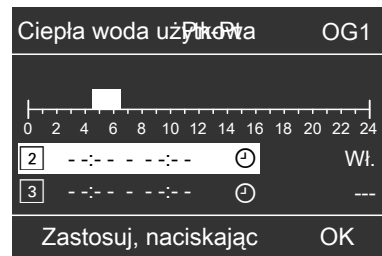 Ciepła woda użytkowa Pn-Pt OG1
0 2 4 6 8 10 12 14 16 18 20 22 24
2 --:-- - --:-- Wł.
3 --:-- - --:-- ---
Zastosuj, naciskając OK